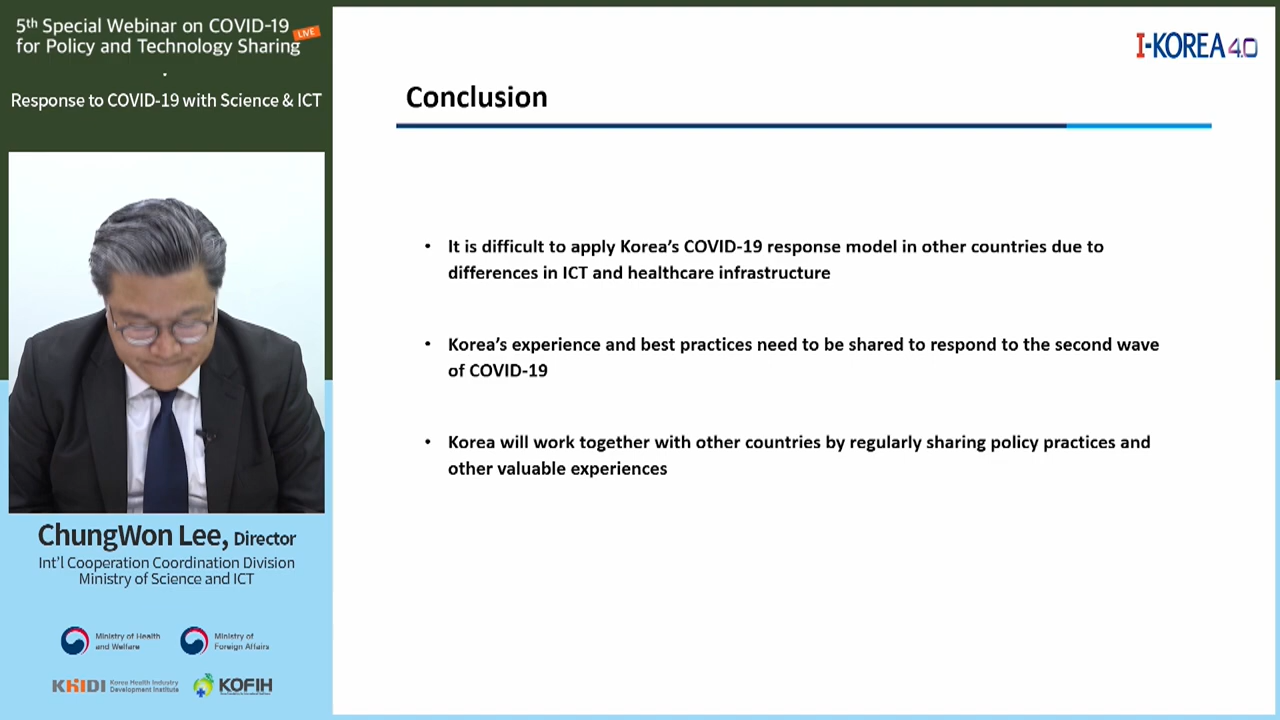 5th Special Webinar on COVID-19
for Policy and Technology Sharing
LIVE
Response to COVID-19 with Science & ICT
ChungWon Lee, Director
Int'l Cooperation Coordination Division
Ministry of Science and ICT
Ministry of Health
and Welfare
Ministry of
Foreign Affairs
KHIDI
Korea Health Industry
Development Institute
KOFIH
I-KOREA 4.0
Conclusion
• It is difficult to apply Korea's COVID-19 response model in other countries due to
differences in ICT and healthcare infrastructure
• Korea's experience and best practices need to be shared to respond to the second wave
of COVID-19
• Korea will work together with other countries by regularly sharing policy practices and
other valuable experiences